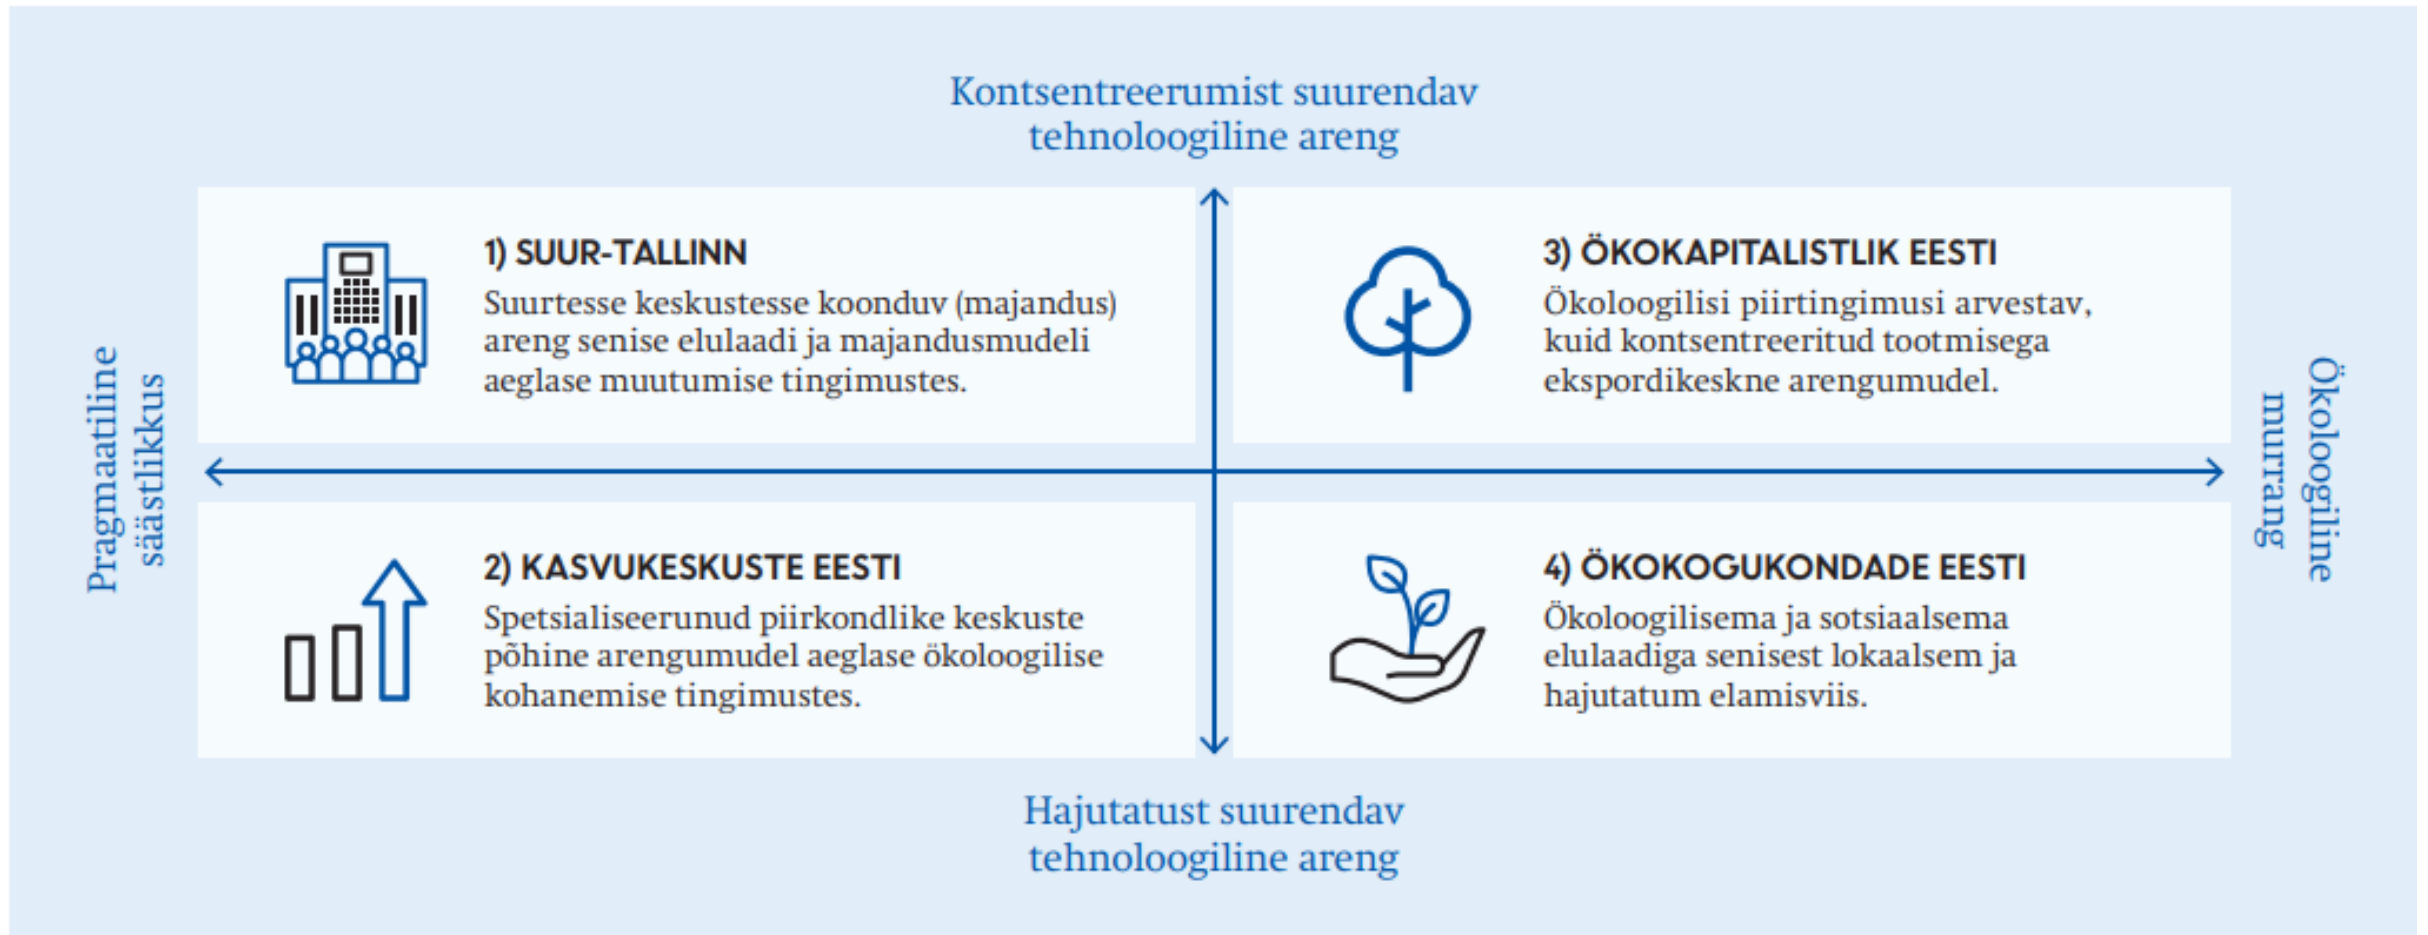 Kontsentreerumist suurendav
tehnoloogiline areng
Pragmaatiline
säästlikkus
1) SUUR-TALLINN
Suurtesse keskustesse koonduv (majandus)
areng senise elulaadi ja majandusmudeli
aeglase muutumise tingimustes.
3) ÖKOKAPITALISTLIK EESTI
Ökoloogilisi piirtingimusi arvestav,
kuid kontsentreeritud tootmisega
ekspordikeskne arengumudel.
Ökoloogiline
murrang
2) KASVUKESKUSTE EESTI
Spetsialiseerunud piirkondlike keskuste
põhine arengumudel aeglase ökoloogilise
kohanemise tingimustes.
4) ÖKOKOGUKONDADE EESTI
Ökoloogilisema ja sotsiaalsema
elulaadiga senisest lokaalsem ja
hajutatum elamisviis.
Hajutatust suurendav
tehnoloogiline areng